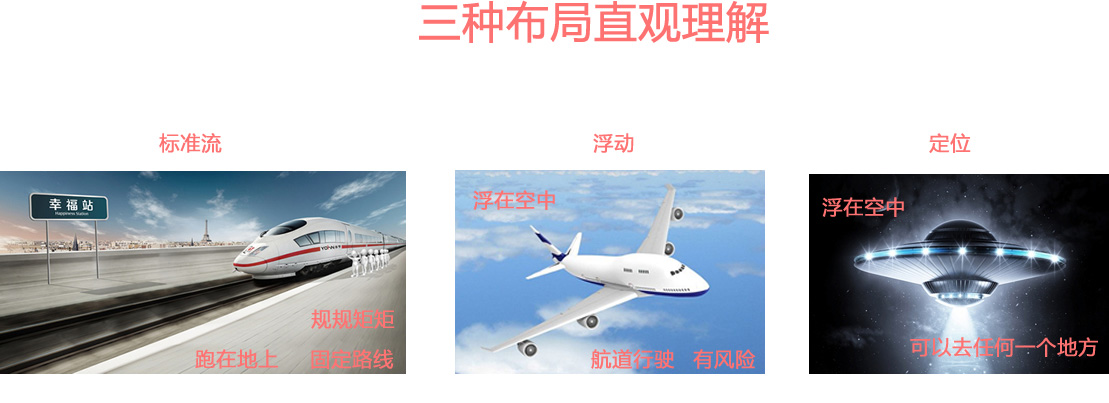 三种布局直观理解
标准流
浮动
定位
幸福站
Happiness Station
规规矩矩
跑在地上 固定路线
浮在空中
航道行驶 有风险
浮在空中
可以去任何一个地方